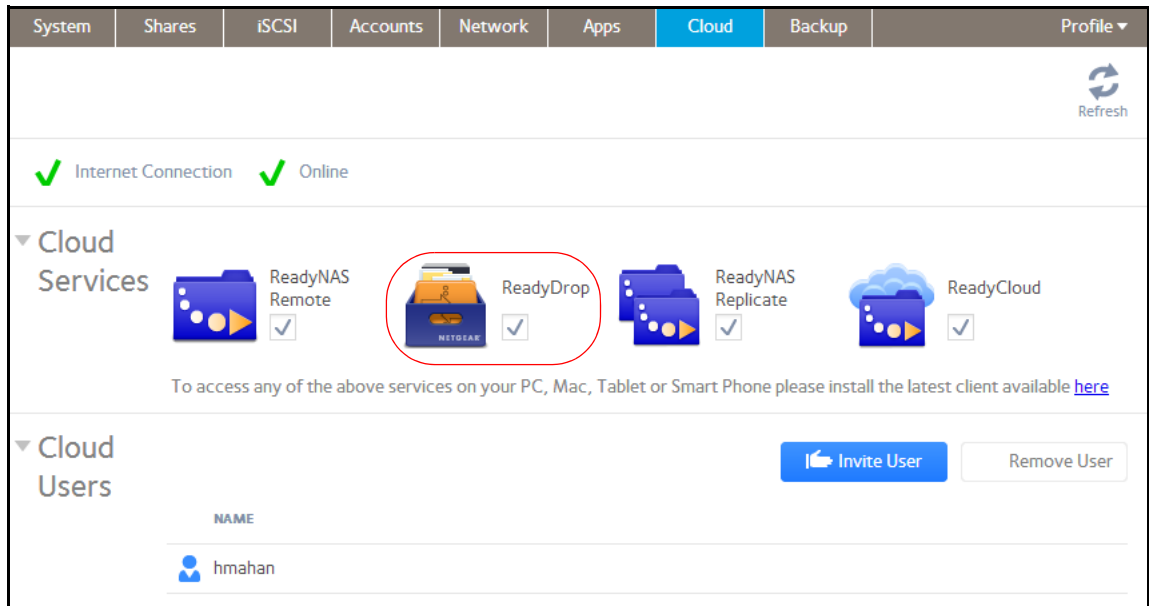 System Shares iSCSI Accounts Network Apps Cloud Backup Profile
Refresh
Internet Connection Online
Cloud
Services
ReadyNAS
Remote
NETGEAR
ReadyDrop
ReadyNAS
Replicate
ReadyCloud
To access any of the above services on your PC, Mac, Tablet or Smart Phone please install the latest client available here
Cloud
Users
Invite User Remove User
NAME
hmahan